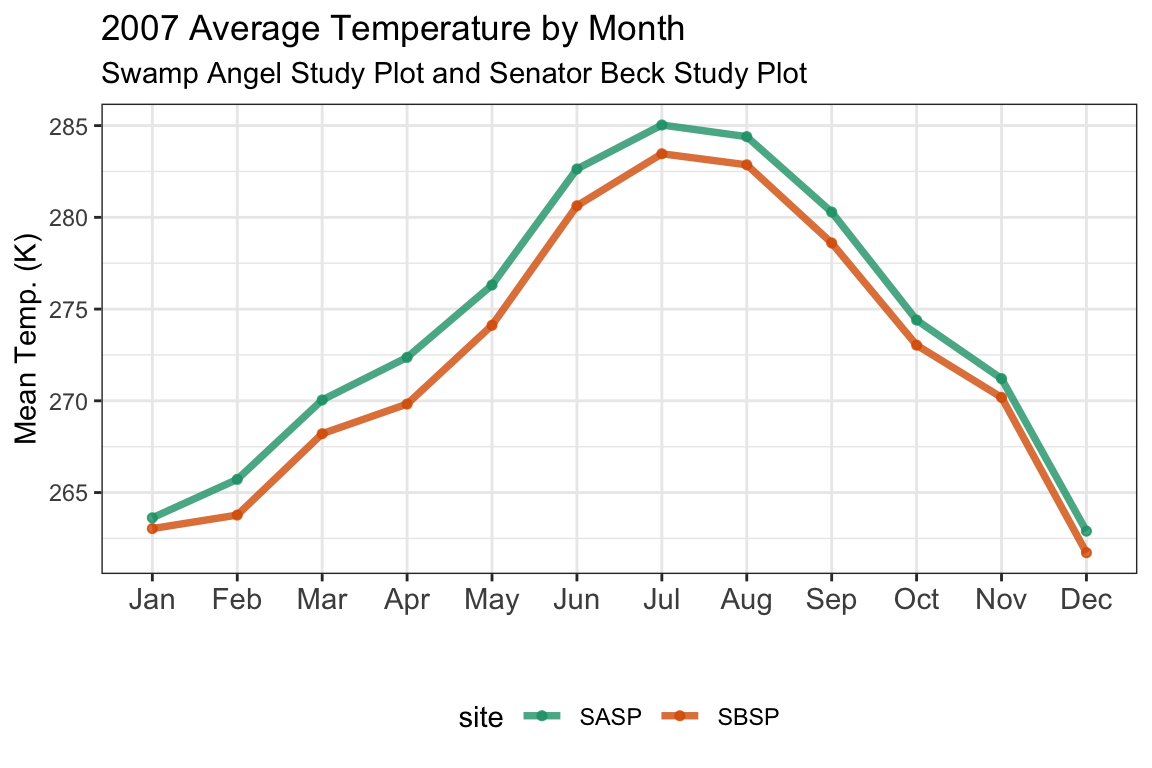 2007 Average Temperature by Month
Swamp Angel Study Plot and Senator Beck Study Plot
Mean Temp. (K)
285
280
275
270
265
Jan Feb Mar Apr May Jun Jul Aug Sep Oct Nov Dec
site SASP SBSP